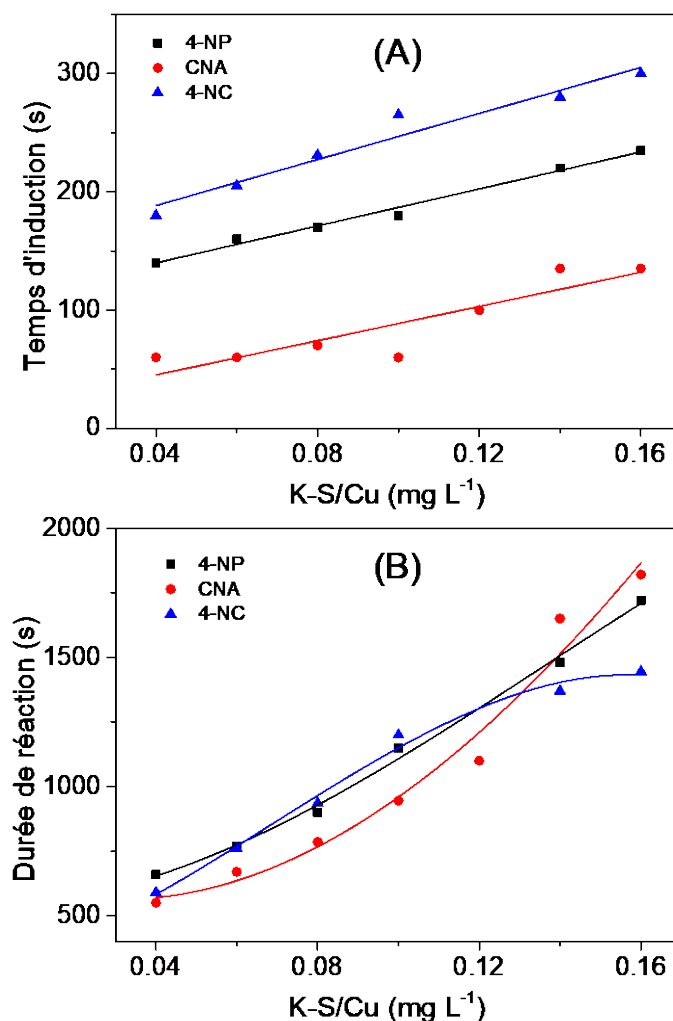 (A)
4-NP
CNA
4-NC
300
200
100
0
Temps d'induction (s)
0.04 0.08 0.12 0.16
K-S/Cu (mg L⁻¹)
(B)
4-NP
CNA
4-NC
2000
1500
1000
500
Durée de réaction (s)
0.04 0.08 0.12 0.16
K-S/Cu (mg L⁻¹)